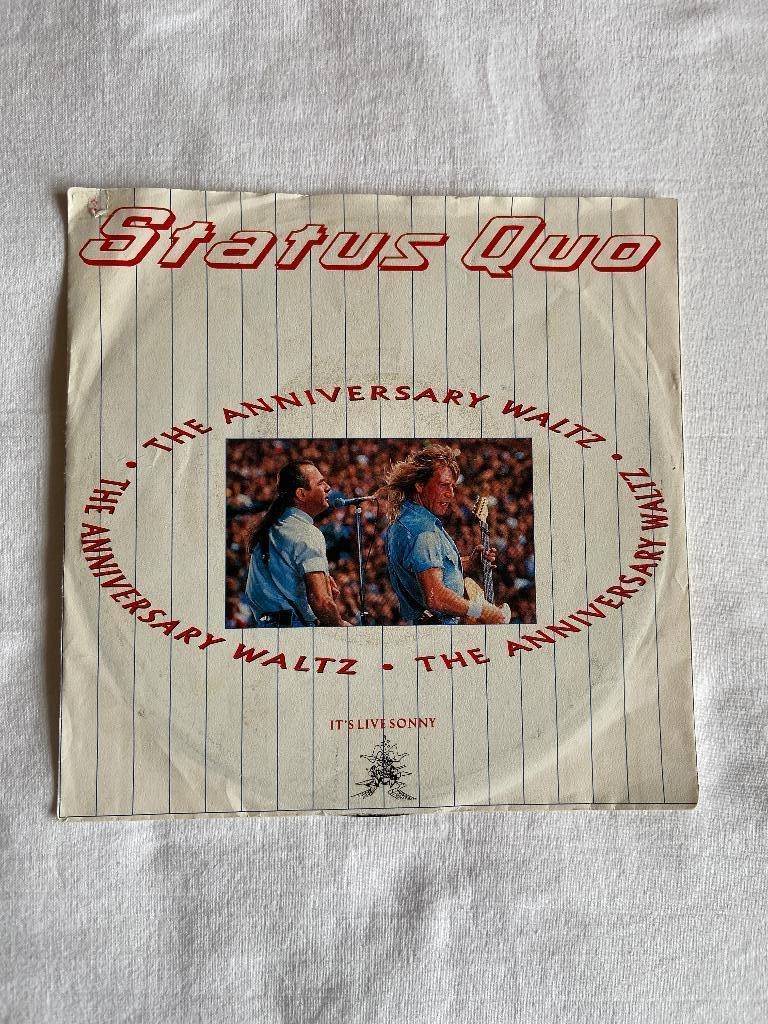 Status Quo
• THE ANNIVERSARY WALTZ • THE ANNIVERSARY WALTZ • THE ANNIVERSARY WALTZ
IT'S LIVE SONNY